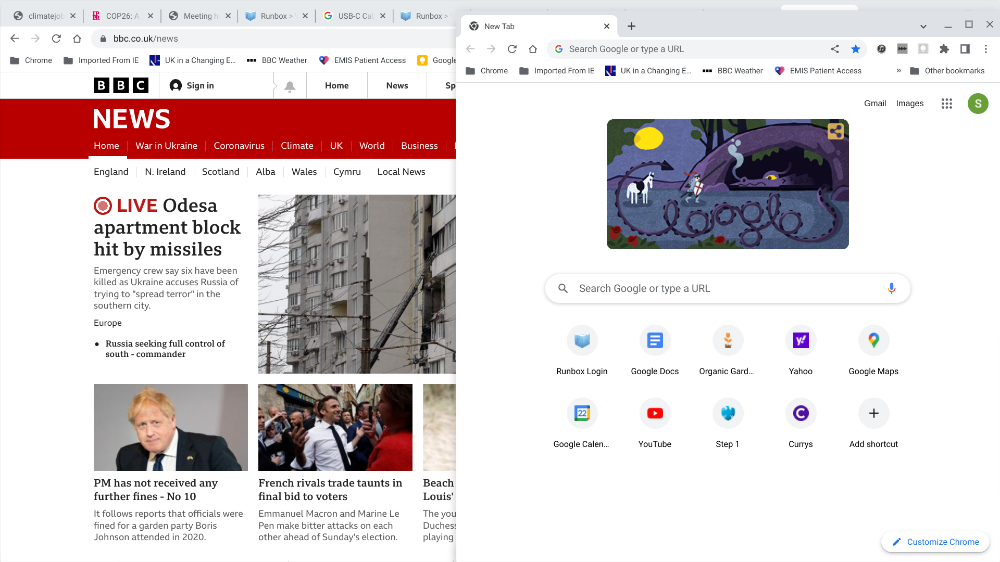 climatejob
COP26: A
Meeting h
Runbox >
USB-C Cab
Runbox >
bbc.co.uk/news
Chrome
Imported From IE
UK in a Changing E...
BBC Weather
EMIS Patient Access
Google
BBC
Sign in
Home
News
Sp
NEWS
Home
War in Ukraine
Coronavirus
Climate
UK
World
Business
England
N. Ireland
Scotland
Alba
Wales
Cymru
Local News
LIVE Odesa
apartment block
hit by missiles
Emergency crew say six have been
killed as Ukraine accuses Russia of
trying to "spread terror" in the
southern city.
Europe
Russia seeking full control of
south - commander
VIGIE
PM has not received any
further fines - No 10
It follows reports that officials were
fined for a garden party Boris
Johnson attended in 2020.
French rivals trade taunts in
final bid to voters
Emmanuel Macron and Marine Le
Pen make bitter attacks on each
other ahead of Sunday's election.
Beach
Louis'
The you
Duchess
playing
New Tab
Search Google or type a URL
Chrome
Imported From IE
UK in a Changing E...
BBC Weather
EMIS Patient Access
»
Other bookmarks
Gmail
Images
S
Google
Search Google or type a URL
Runbox Login
Google Docs
Organic Gard...
Yahoo
Google Maps
22
Google Calen...
YouTube
Step 1
Currys
Add shortcut
Customize Chrome